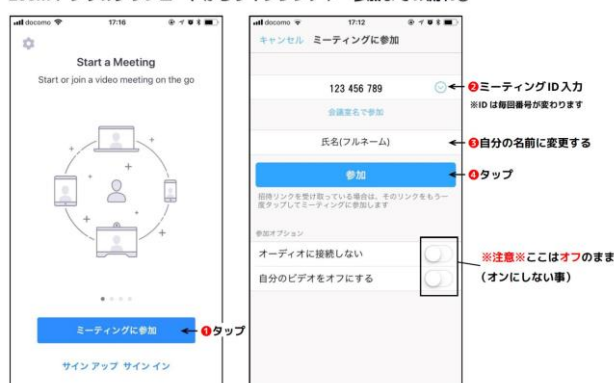 docomo 17:16
Start a Meeting
Start or join a video meeting on the go
ミーティングに参加
サイン アップ サイン イン
❶タップ
docomo 17:12
キャンセル ミーティングに参加
123 456 789
会議室名で参加
氏名(フルネーム)
参加
招待リンクを受け取っている場合は、そのリンクをもう一
度タップしてミーティングに参加します
参加オプション
オーディオに接続しない
自分のビデオをオフにする
❷ミーティングID入力
※IDは毎回番号が変わります
❸自分の名前に変更する
❹タップ
※注意※ここはオフのまま
(オンにしない事)